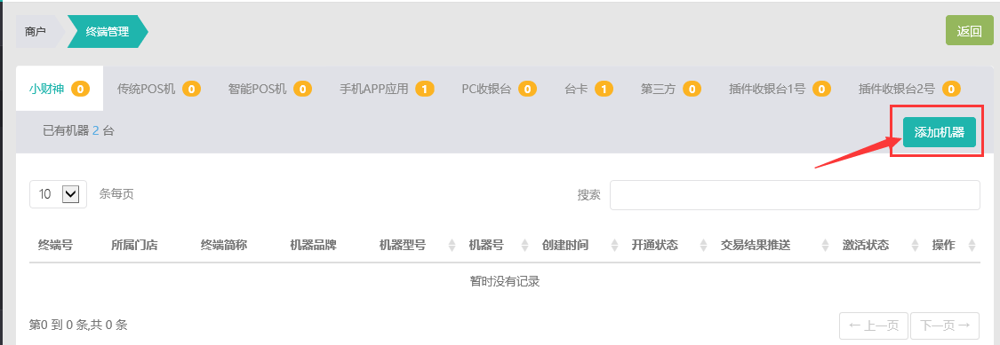 商户 终端管理 返回
小财神 0 传统POS机 0 智能POS机 0 手机APP应用 1 PC收银台 0 台卡 1 第三方 0 插件收银台1号 0 插件收银台2号 0
已有机器 2 台 添加机器
10 条每页 搜索
终端号 所属门店 终端简称 机器品牌 机器型号 机器号 创建时间 开通状态 交易结果推送 激活状态 操作
暂时没有记录
第0 到 0 条,共 0 条 ← 上一页 下一页 →